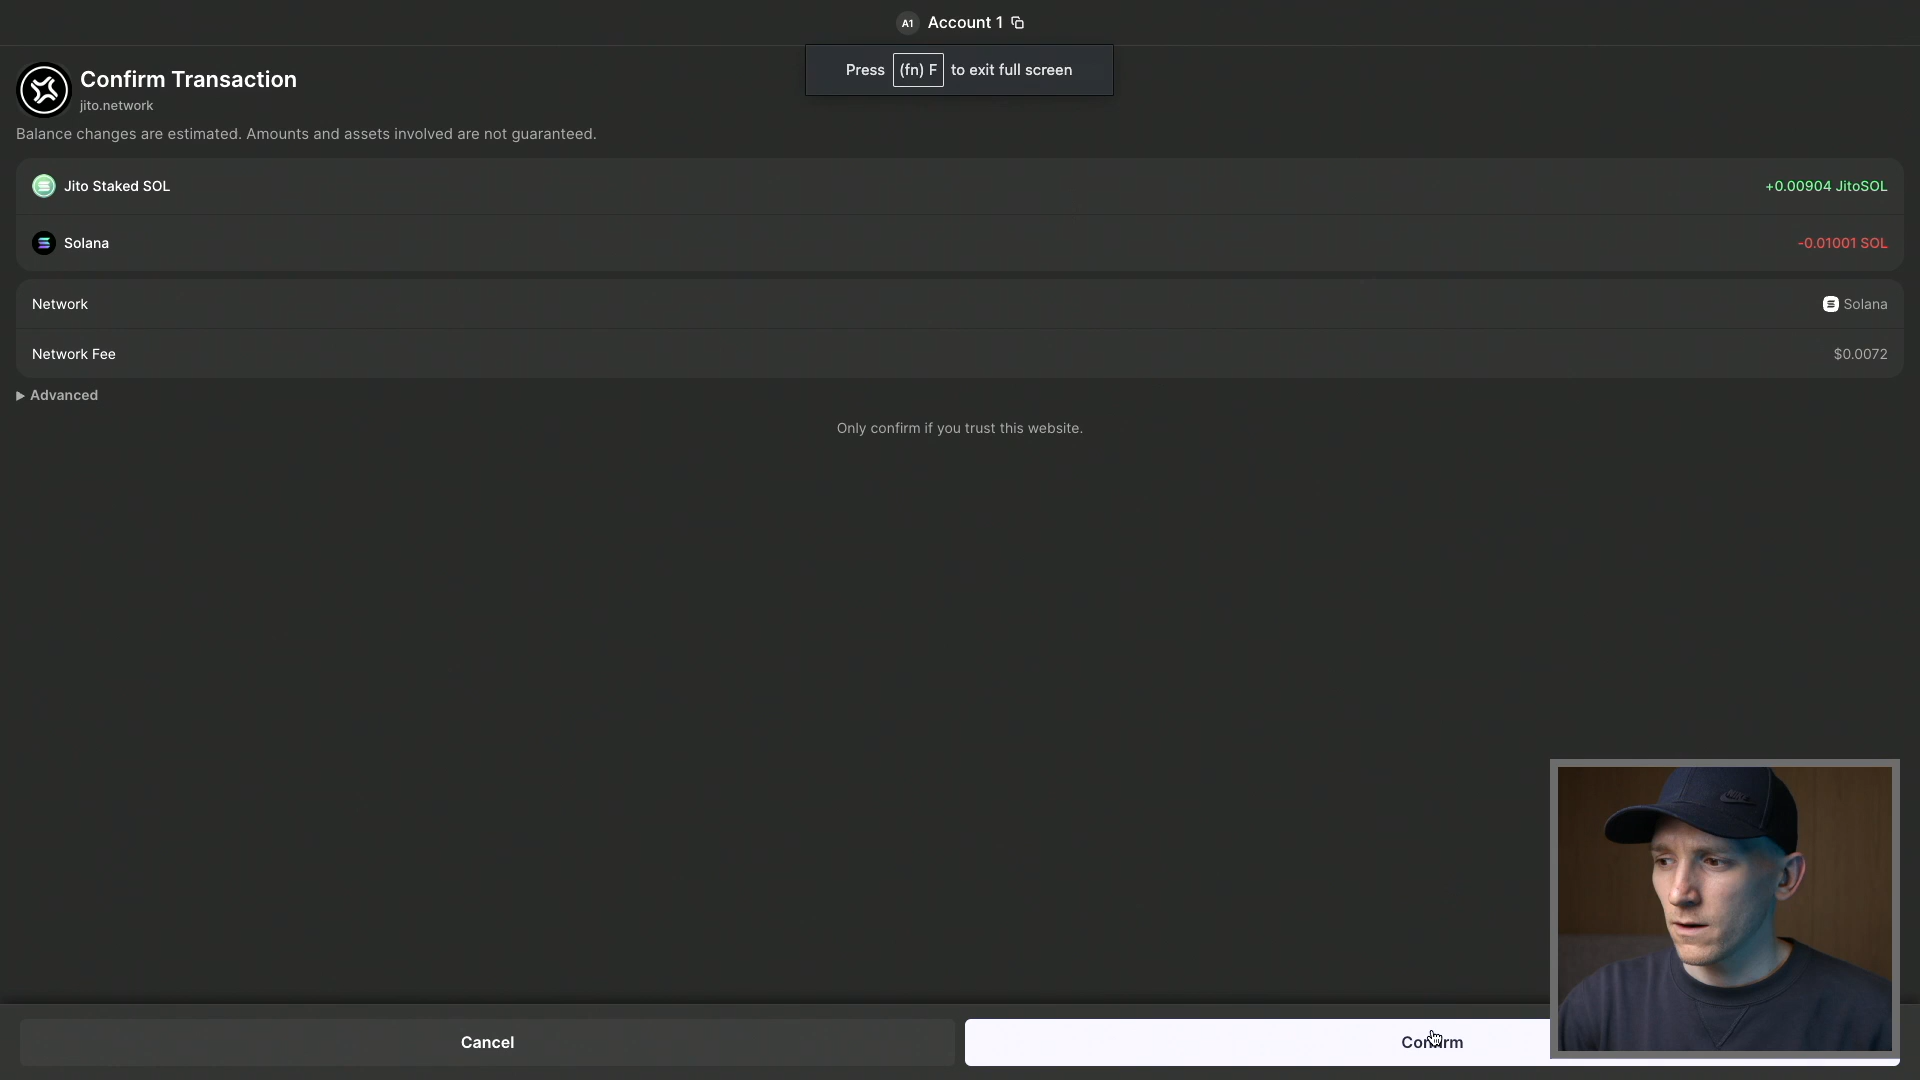 A1 Account 1
Press (fn) F to exit full screen
Confirm Transaction
jito.network
Balance changes are estimated. Amounts and assets involved are not guaranteed.
Jito Staked SOL +0.00904 JitoSOL
Solana -0.01001 SOL
Network Solana
Network Fee $0.0072
Advanced
Only confirm if you trust this website.
Cancel Confirm